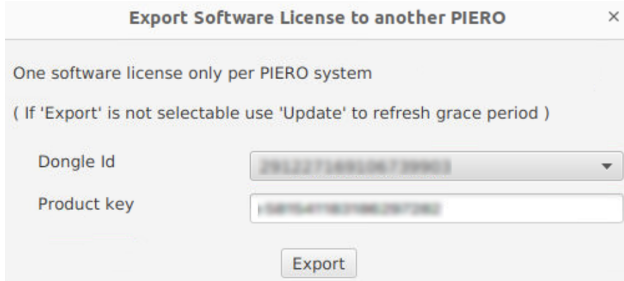 Export Software License to another PIERO
×
One software license only per PIERO system
( If 'Export' is not selectable use 'Update' to refresh grace period )
Dongle Id
Product key
Export